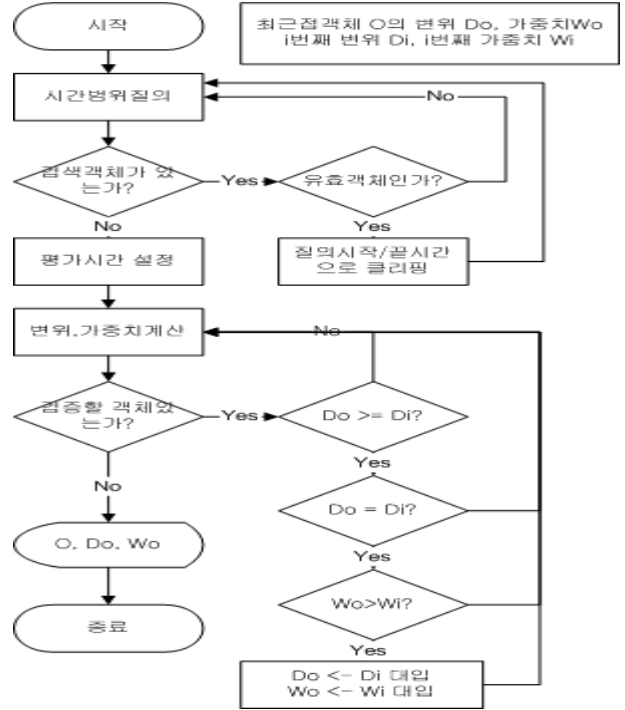 시작
최근접객체 O의 변위 Do, 가중치Wo
i번째 변위 Di, i번째 가중치 Wi
시간범위질의
No
검색객체가 있
는가?
Yes
유효객체인가?
No
Yes
평가시간 설정
질의시작/끝시간
으로 클리핑
변위,가중치계산
No
검증할 객체있
는가?
Yes
Do >= Di?
Yes
No
Do = Di?
O, Do, Wo
Yes
Wo>Wi?
종료
Yes
Do <- Di 대입
Wo <- Wi 대입